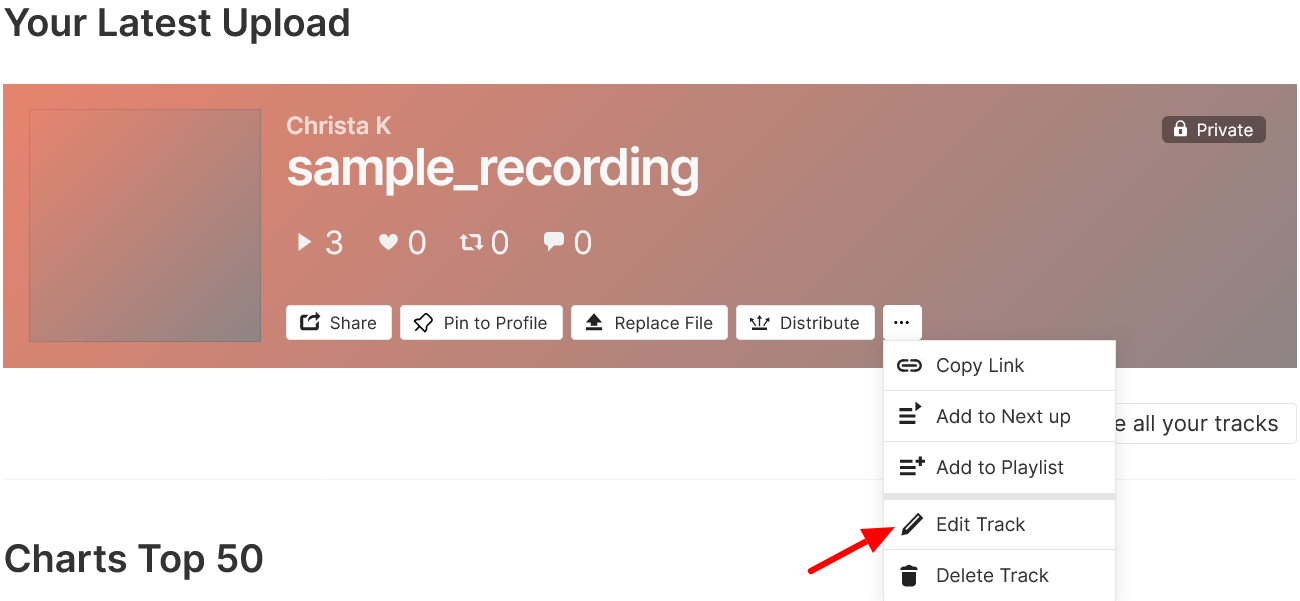 Your Latest Upload
Christa K
Private
sample_recording
3 0 0 0
Share Pin to Profile Replace File Distribute ...
Copy Link
Add to Next up
all your tracks
Add to Playlist
Edit Track
Charts Top 50
Delete Track